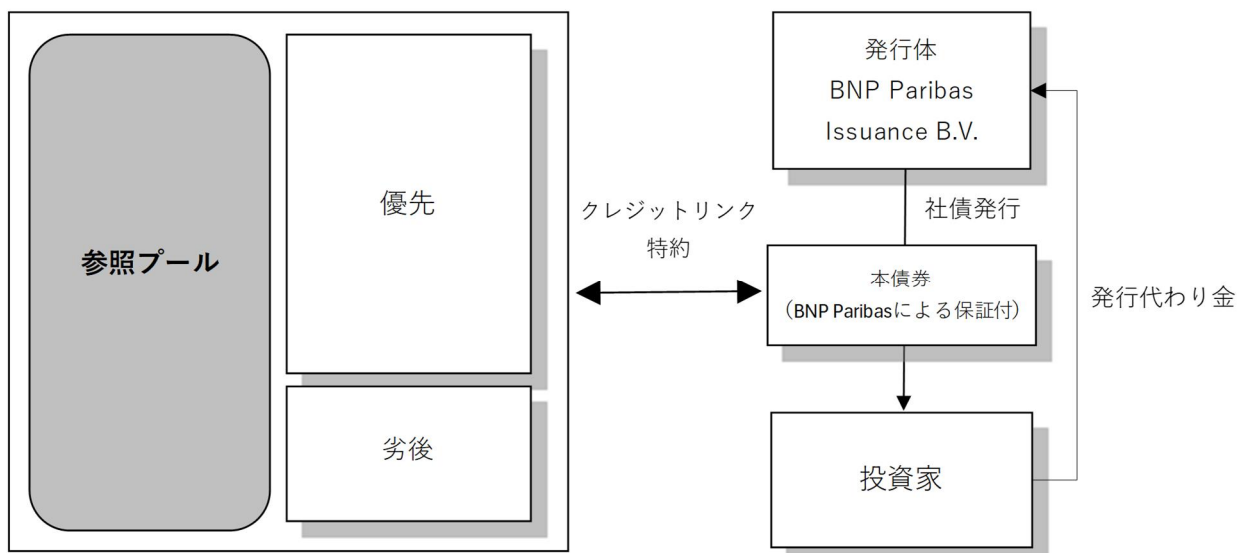 参照プール
優先
劣後
クレジットリンク
特約
発行体
BNP Paribas
Issuance B.V.
社債発行
本債券
（BNP Paribasによる保証付）
発行代わり金
投資家